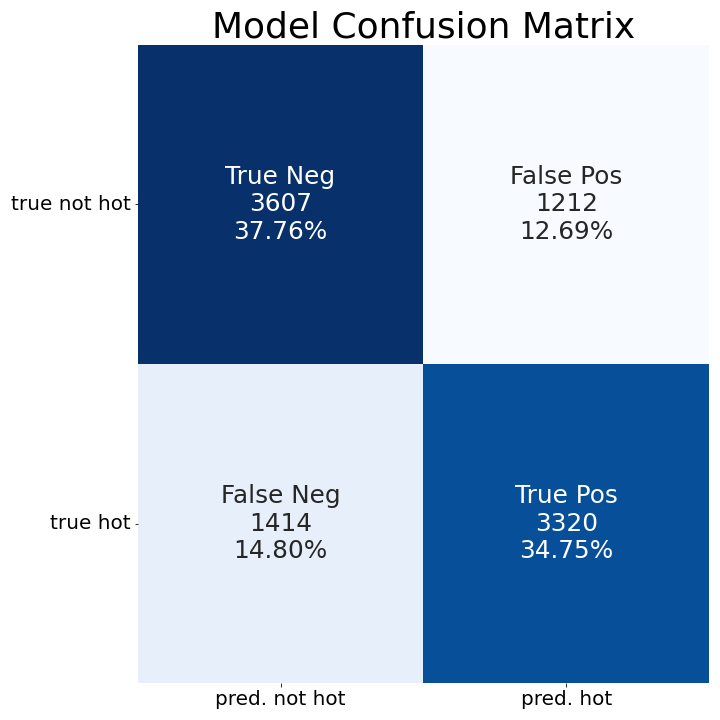 Model Confusion Matrix
true not hot
True Neg
3607
37.76%
False Pos
1212
12.69%
true hot
False Neg
1414
14.80%
True Pos
3320
34.75%
pred. not hot
pred. hot